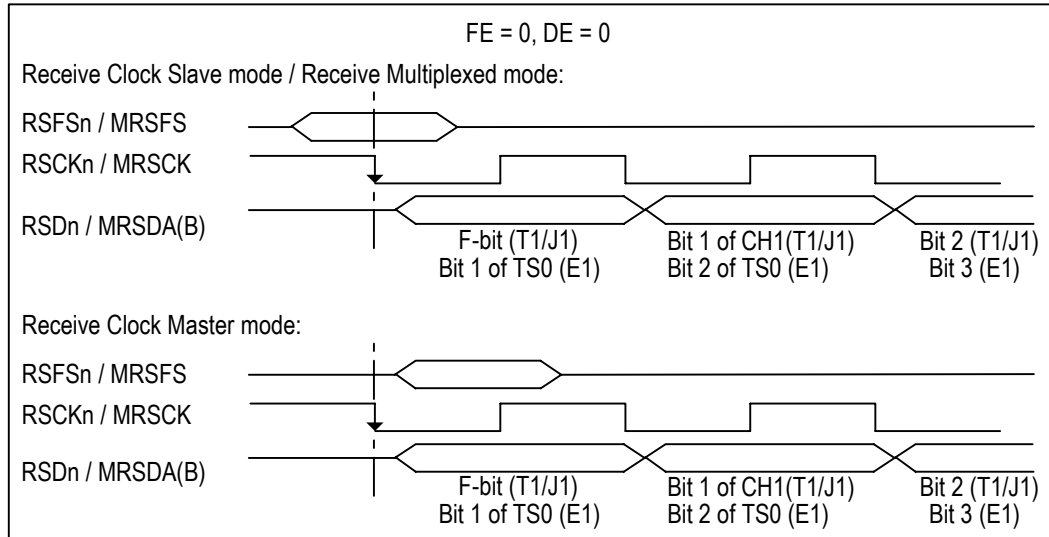 FE = 0, DE = 0
Receive Clock Slave mode / Receive Multiplexed mode:
RSFSn / MRSFS
RSCKn / MRSCK
RSDn / MRSDA(B)
F-bit (T1/J1) Bit 1 of CH1(T1/J1) Bit 2 (T1/J1)
Bit 1 of TS0 (E1) Bit 2 of TS0 (E1) Bit 3 (E1)
Receive Clock Master mode:
RSFSn / MRSFS
RSCKn / MRSCK
RSDn / MRSDA(B)
F-bit (T1/J1) Bit 1 of CH1(T1/J1) Bit 2 (T1/J1)
Bit 1 of TS0 (E1) Bit 2 of TS0 (E1) Bit 3 (E1)